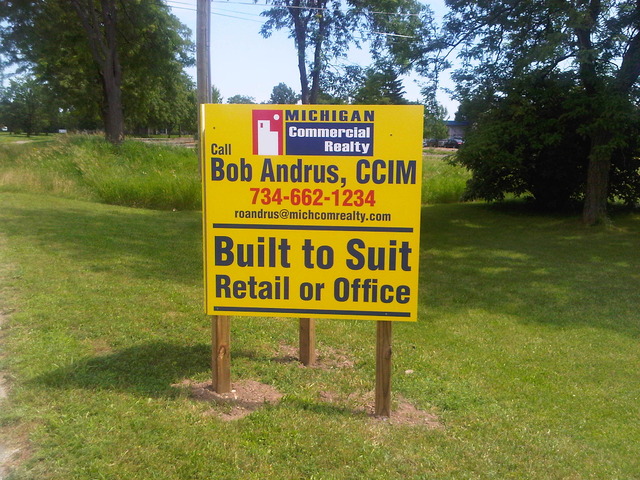 MICHIGAN
Commercial
Realty
Call
Bob Andrus, CCIM
734-662-1234
roandrus@michcomrealty.com
Built to Suit
Retail or Office